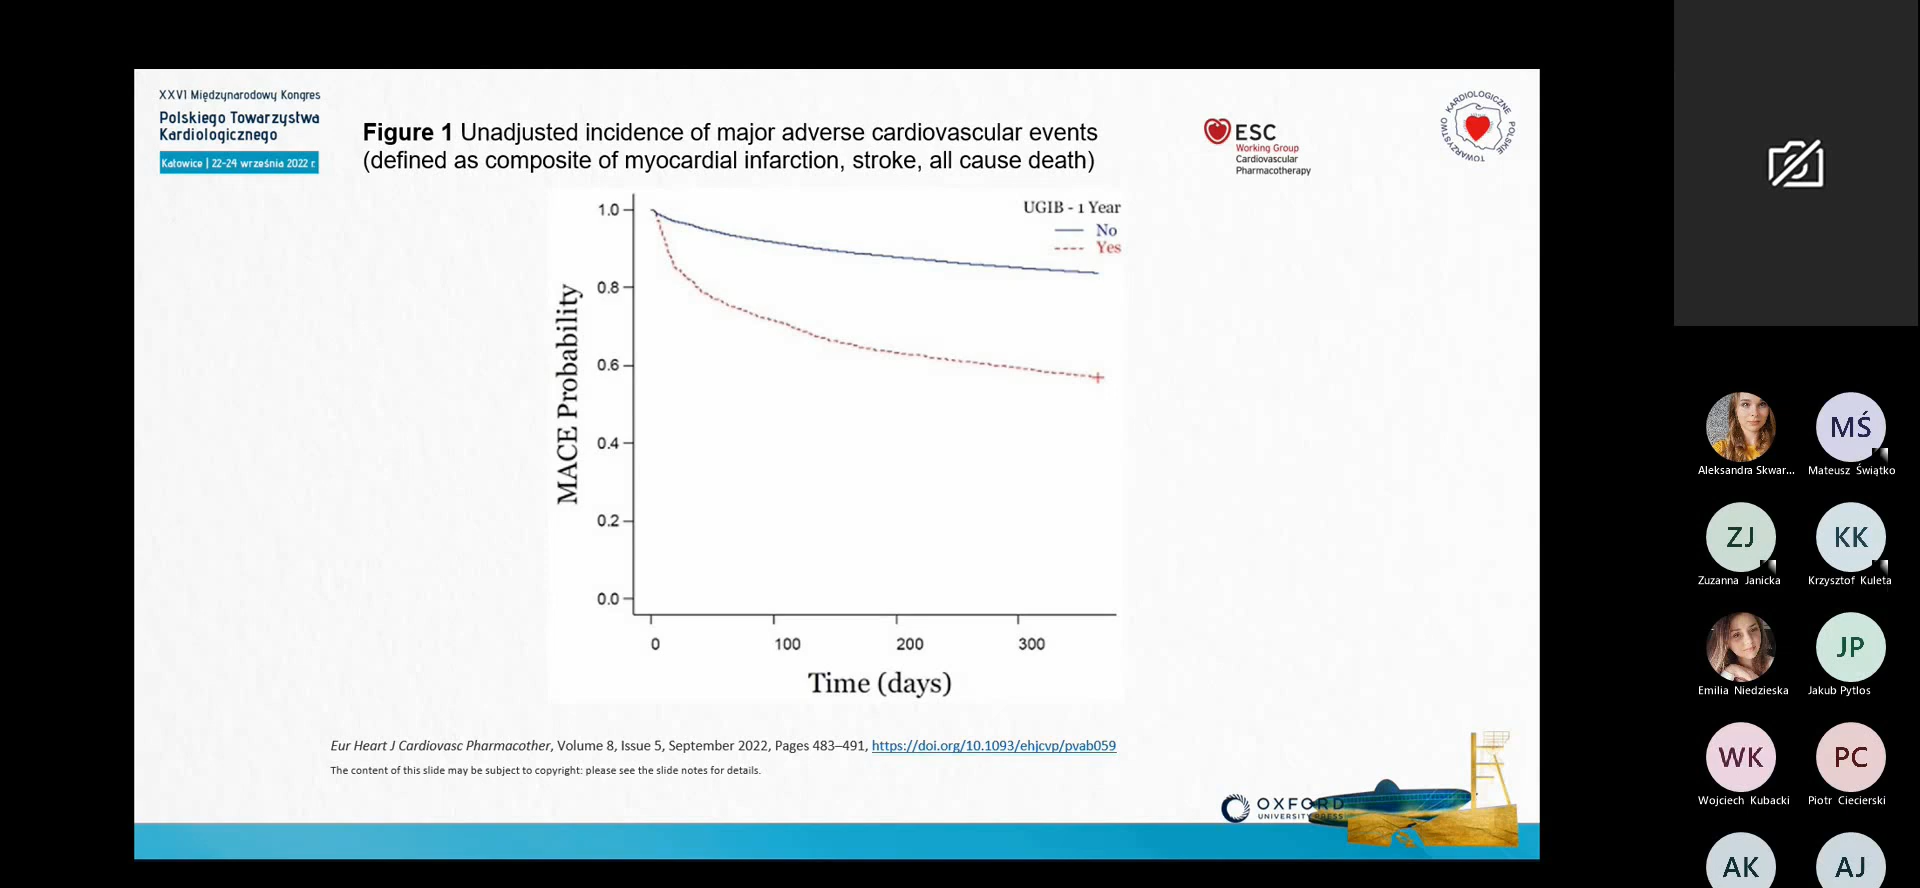 XXVI Międzynarodowy Kongres
Polskiego Towarzystwa
Kardiologicznego
Katowice | 22-24 września 2022 r.
Figure 1 Unadjusted incidence of major adverse cardiovascular events
(defined as composite of myocardial infarction, stroke, all cause death)
ESC
Working Group
Cardiovascular
Pharmacotherapy
POLSKIE TOWARZYSTWO KARDIOLOGICZNE
UGIB - 1 Year
No
Yes
MACE Probability
1.0
0.8
0.6
0.4
0.2
0.0
0
100
200
300
Time (days)
Eur Heart J Cardiovasc Pharmacother, Volume 8, Issue 5, September 2022, Pages 483–491, https://doi.org/10.1093/ehjcvp/pvab059
The content of this slide may be subject to copyright: please see the slide notes for details.
OXFORD
UNIVERSITY PRESS
Aleksandra Skwar...
MŚ
Mateusz Świątko
ZJ
Zuzanna Janicka
KK
Krzysztof Kuleta
Emilia Niedzieska
JP
Jakub Pytlos
WK
Wojciech Kubacki
PC
Piotr Ciecierski
AK
AJ